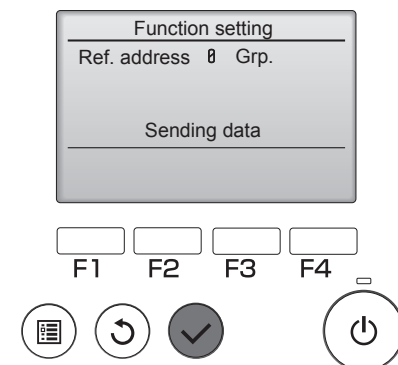 Function setting
Ref. address 0 Grp.
Sending data
F1 F2 F3 F4